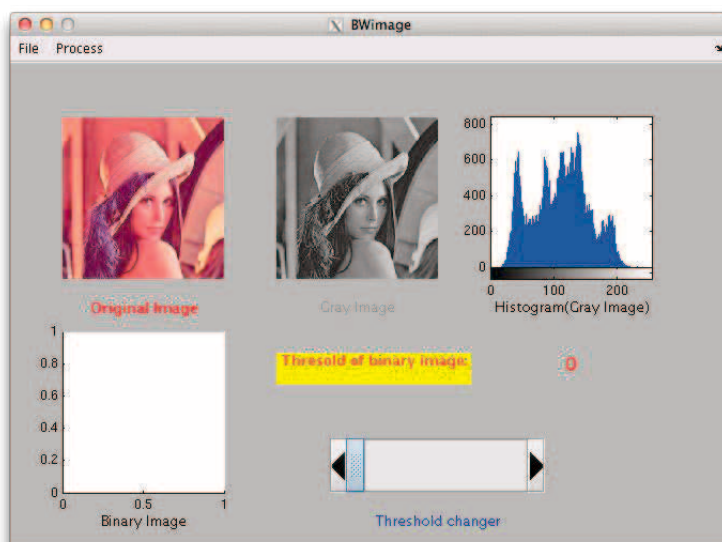 BWimage
File Process
800
600
400
200
0
0 100 200
Original Image
Gray Image
Histogram(Gray Image)
1
0.8
0.6
0.4
0.2
0
0 0.5 1
Binary Image
Thresold of binary image:
0
Threshold changer